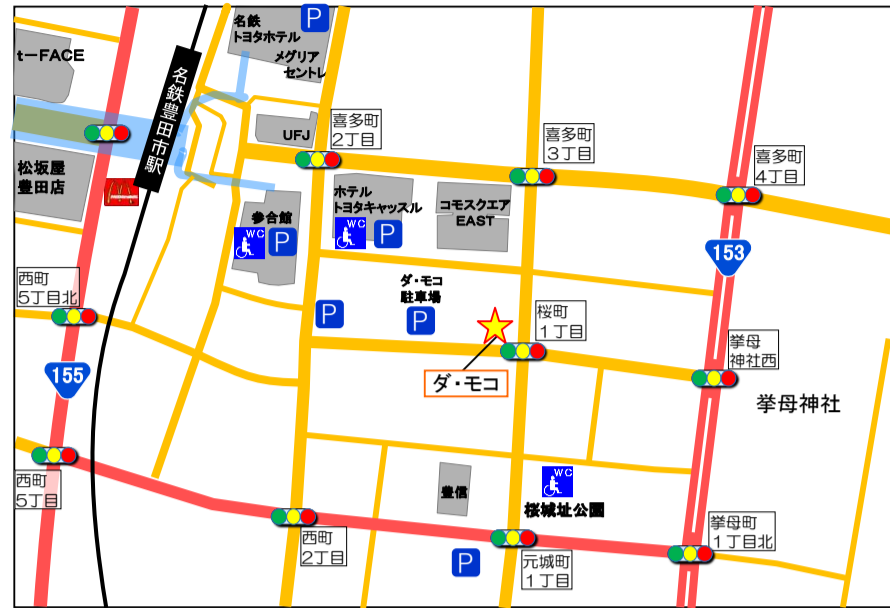 名鉄
トヨタホテル
P
メグリア
セントレ
t-FACE
名鉄豊田市駅
UFJ
喜多町
2丁目
喜多町
3丁目
喜多町
4丁目
松坂屋
豊田店
参合館
WC
P
ホテル
トヨタキャッスル
WC
P
コモスクエア
EAST
153
西町
5丁目北
ダ・モコ
駐車場
P
P
桜町
1丁目
挙母
神社西
155
ダ・モコ
挙母神社
西町
5丁目
豊信
WC
桜城址公園
西町
2丁目
P
元城町
1丁目
挙母町
1丁目北